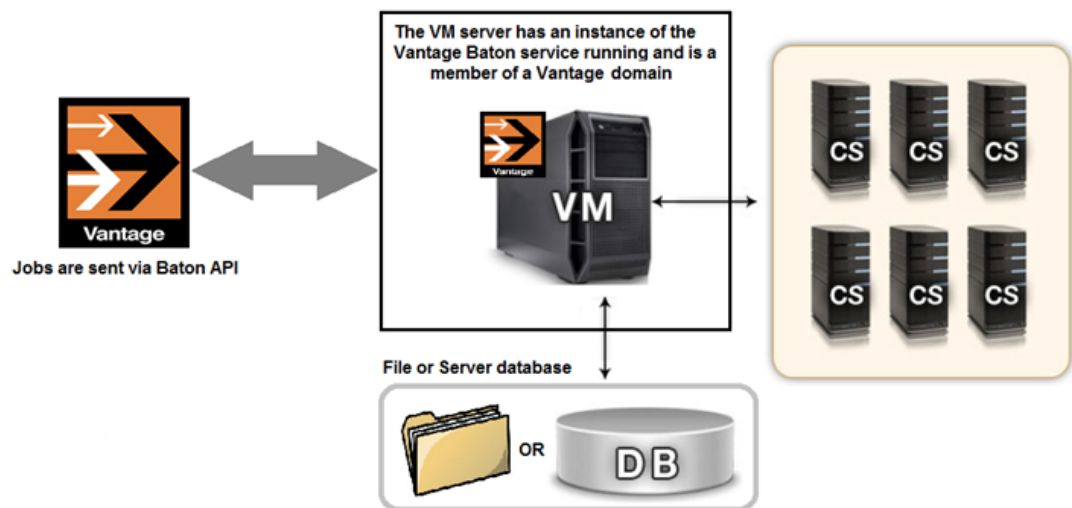 The VM server has an instance of the
Vantage Baton service running and is a
member of a Vantage domain
Vantage
Jobs are sent via Baton API
Vantage
VM
CS CS CS
CS CS CS
File or Server database
OR
DB